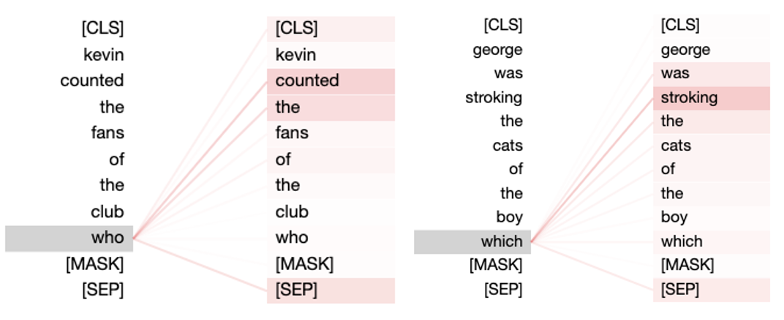 [CLS] [CLS] [CLS] [CLS]
kevin kevin george george
counted counted was was
the the stroking stroking
fans fans the the
of of cats cats
the the of of
club club the the
who who boy boy
[MASK] [MASK] which which
[SEP] [SEP] [MASK] [MASK]
[SEP] [SEP]